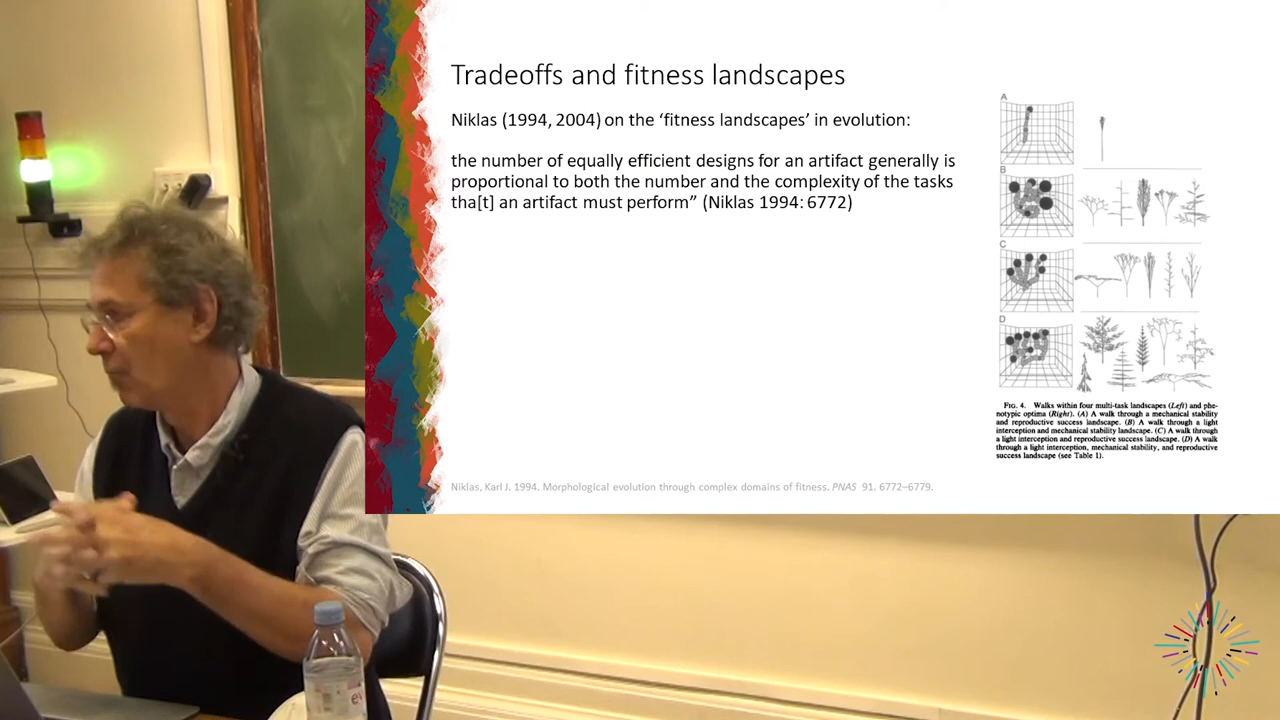 Tradeoffs and fitness landscapes
Niklas (1994, 2004) on the ‘fitness landscapes’ in evolution:
the number of equally efficient designs for an artifact generally is
proportional to both the number and the complexity of the tasks
tha[t] an artifact must perform” (Niklas 1994: 6772)
A
B
C
D
FIG. 4. Walks within four multi-task landscapes (Left) and phe-
notypic optima (Right). (A) A walk through a mechanical stability
and reproductive success landscape. (B) A walk through a light
interception and mechanical stability landscape. (C) A walk through
a light interception and reproductive success landscape. (D) A walk
through a light interception, mechanical stability, and reproductive
success landscape (see Table 1).
Niklas, Karl J. 1994. Morphological evolution through complex domains of fitness. PNAS 91. 6772–6779.